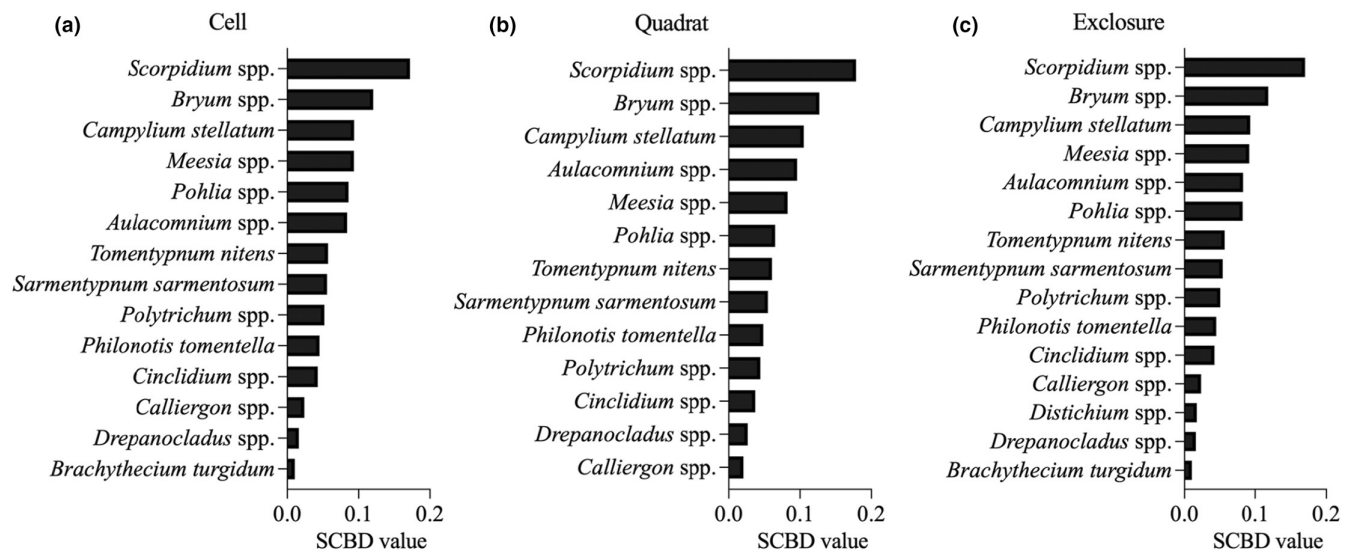 (a) Cell
Scorpidium spp.
Bryum spp.
Campylium stellatum
Meesia spp.
Pohlia spp.
Aulacomnium spp.
Tomentypnum nitens
Sarmentypnum sarmentosum
Polytrichum spp.
Philonotis tomentella
Cinclidium spp.
Calliergon spp.
Drepanocladus spp.
Brachythecium turgidum
0.0 0.1 0.2
SCBD value
(b) Quadrat
Scorpidium spp.
Bryum spp.
Campylium stellatum
Aulacomnium spp.
Meesia spp.
Pohlia spp.
Tomentypnum nitens
Sarmentypnum sarmentosum
Philonotis tomentella
Polytrichum spp.
Cinclidium spp.
Drepanocladus spp.
Calliergon spp.
0.0 0.1 0.2
SCBD value
(c) Exclosure
Scorpidium spp.
Bryum spp.
Campylium stellatum
Meesia spp.
Aulacomnium spp.
Pohlia spp.
Tomentypnum nitens
Sarmentypnum sarmentosum
Polytrichum spp.
Philonotis tomentella
Cinclidium spp.
Calliergon spp.
Distichium spp.
Drepanocladus spp.
Brachythecium turgidum
0.0 0.1 0.2
SCBD value